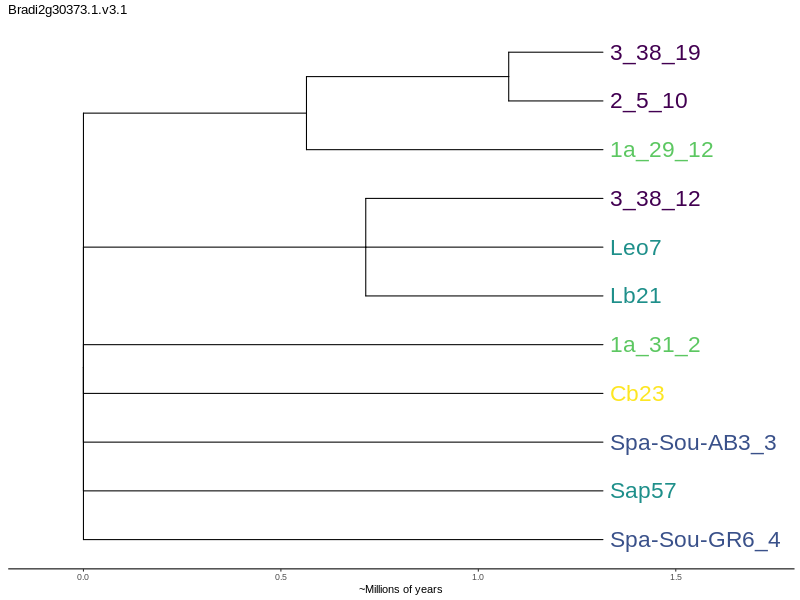 Bradi2g30373.1.v3.1
3_38_19
2_5_10
1a_29_12
3_38_12
Leo7
Lb21
1a_31_2
Cb23
Spa-Sou-AB3_3
Sap57
Spa-Sou-GR6_4
0.0 0.5 1.0 1.5
~Millions of years